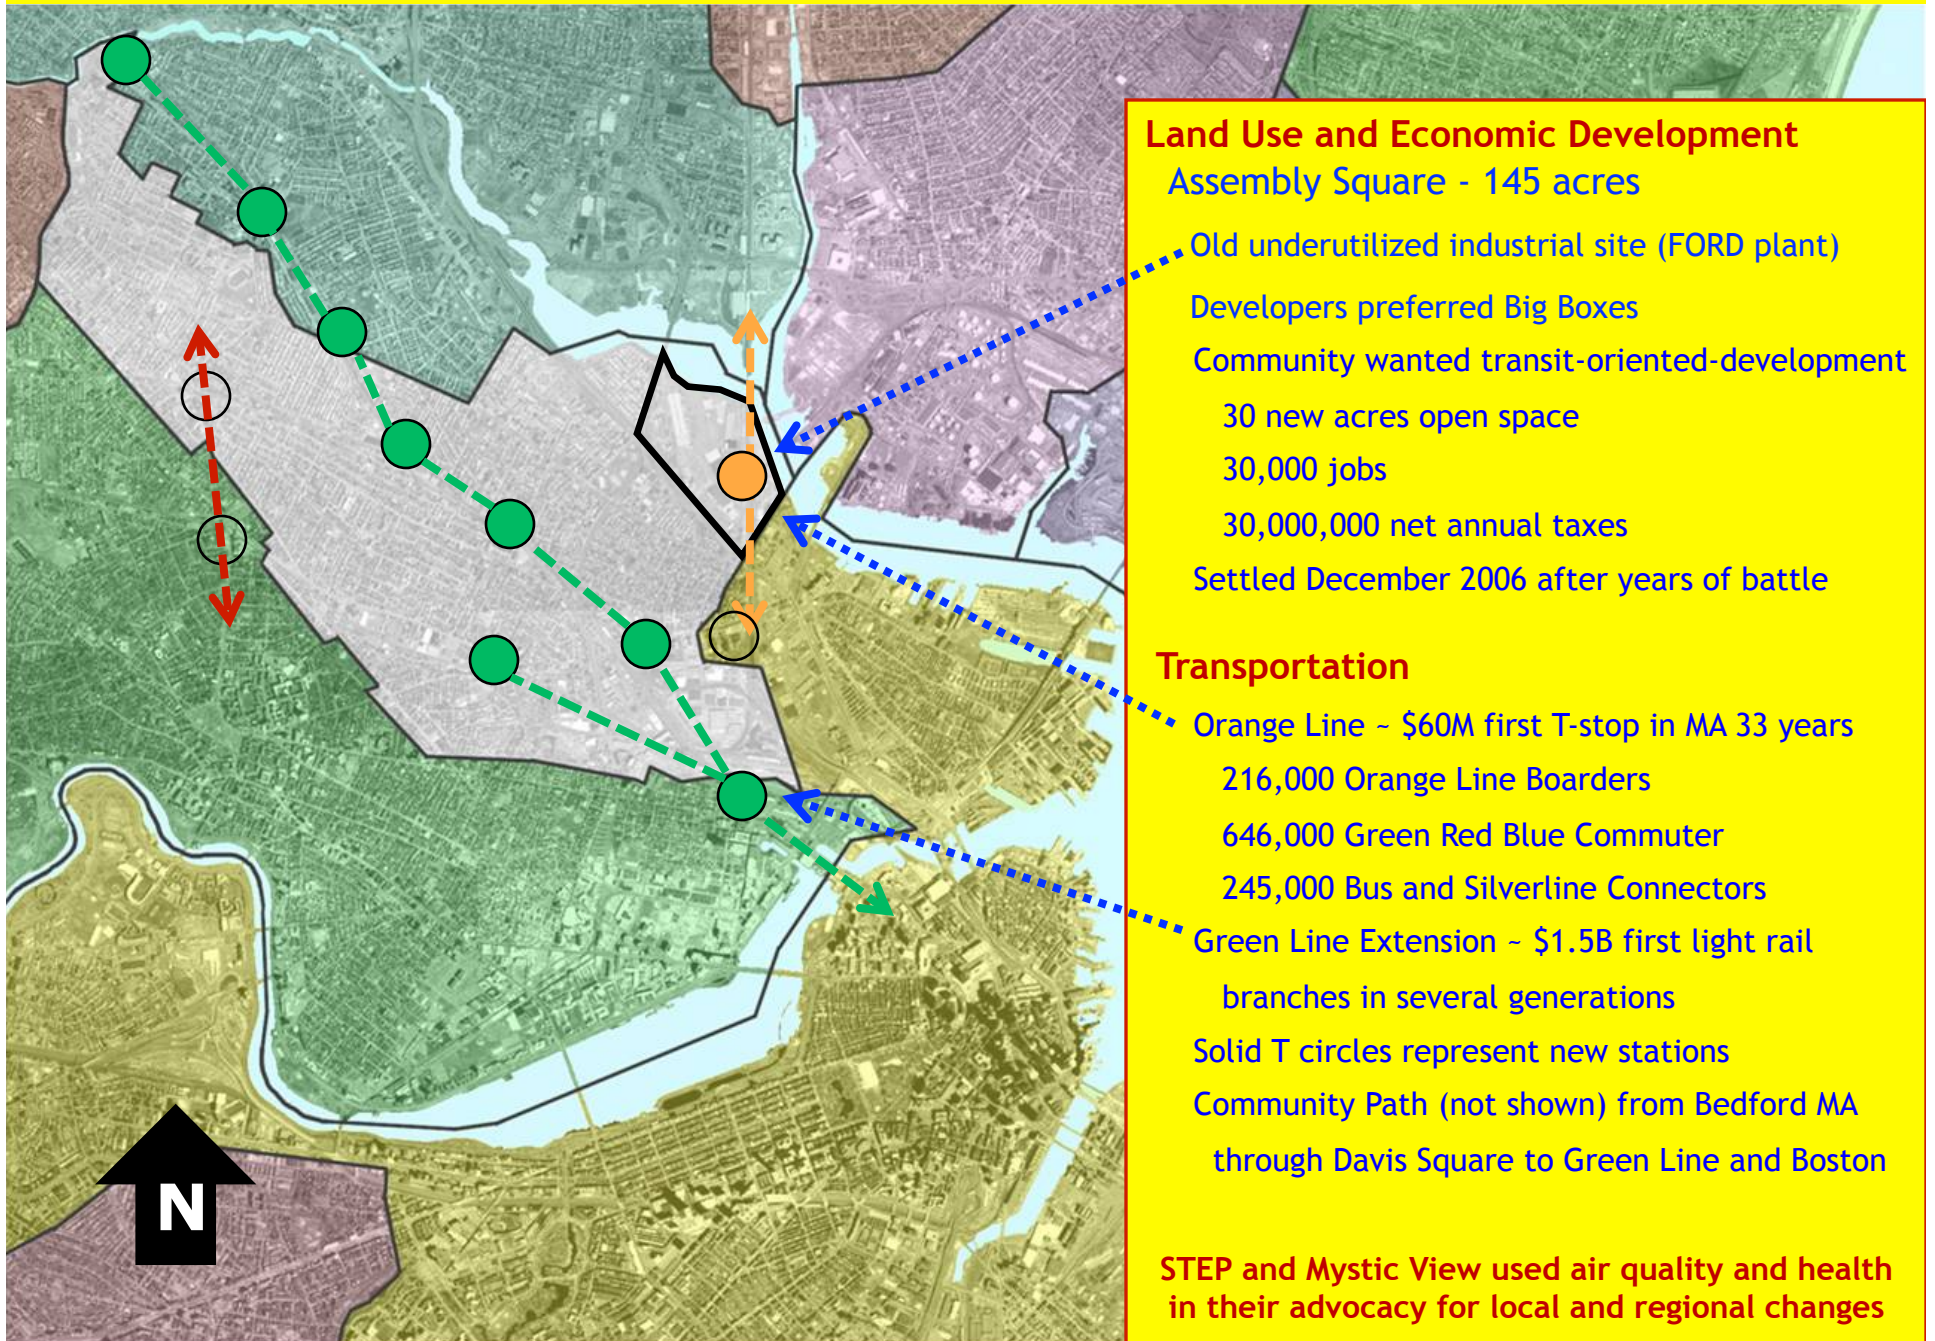 Land Use and Economic Development
Assembly Square - 145 acres
Old underutilized industrial site (FORD plant)
Developers preferred Big Boxes
Community wanted transit-oriented-development
30 new acres open space
30,000 jobs
30,000,000 net annual taxes
Settled December 2006 after years of battle
Transportation
Orange Line ~ $60M first T-stop in MA 33 years
216,000 Orange Line Boarders
646,000 Green Red Blue Commuter
245,000 Bus and Silverline Connectors
Green Line Extension ~ $1.5B first light rail
branches in several generations
Solid T circles represent new stations
Community Path (not shown) from Bedford MA
through Davis Square to Green Line and Boston
STEP and Mystic View used air quality and health
in their advocacy for local and regional changes
N